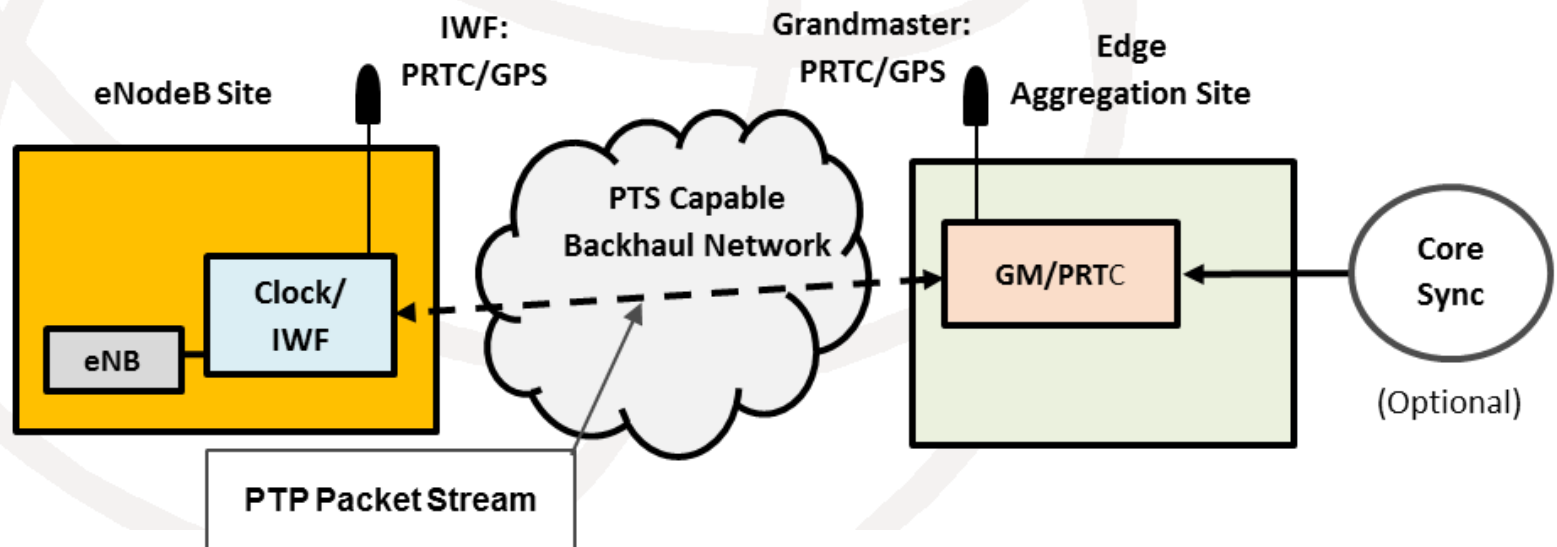 IWF:
PRTC/GPS
Grandmaster:
PRTC/GPS
Edge
Aggregation Site
eNodeB Site
PTS Capable
Backhaul Network
Clock/
IWF
eNB
GM/PRTC
Core
Sync
(Optional)
PTP Packet Stream